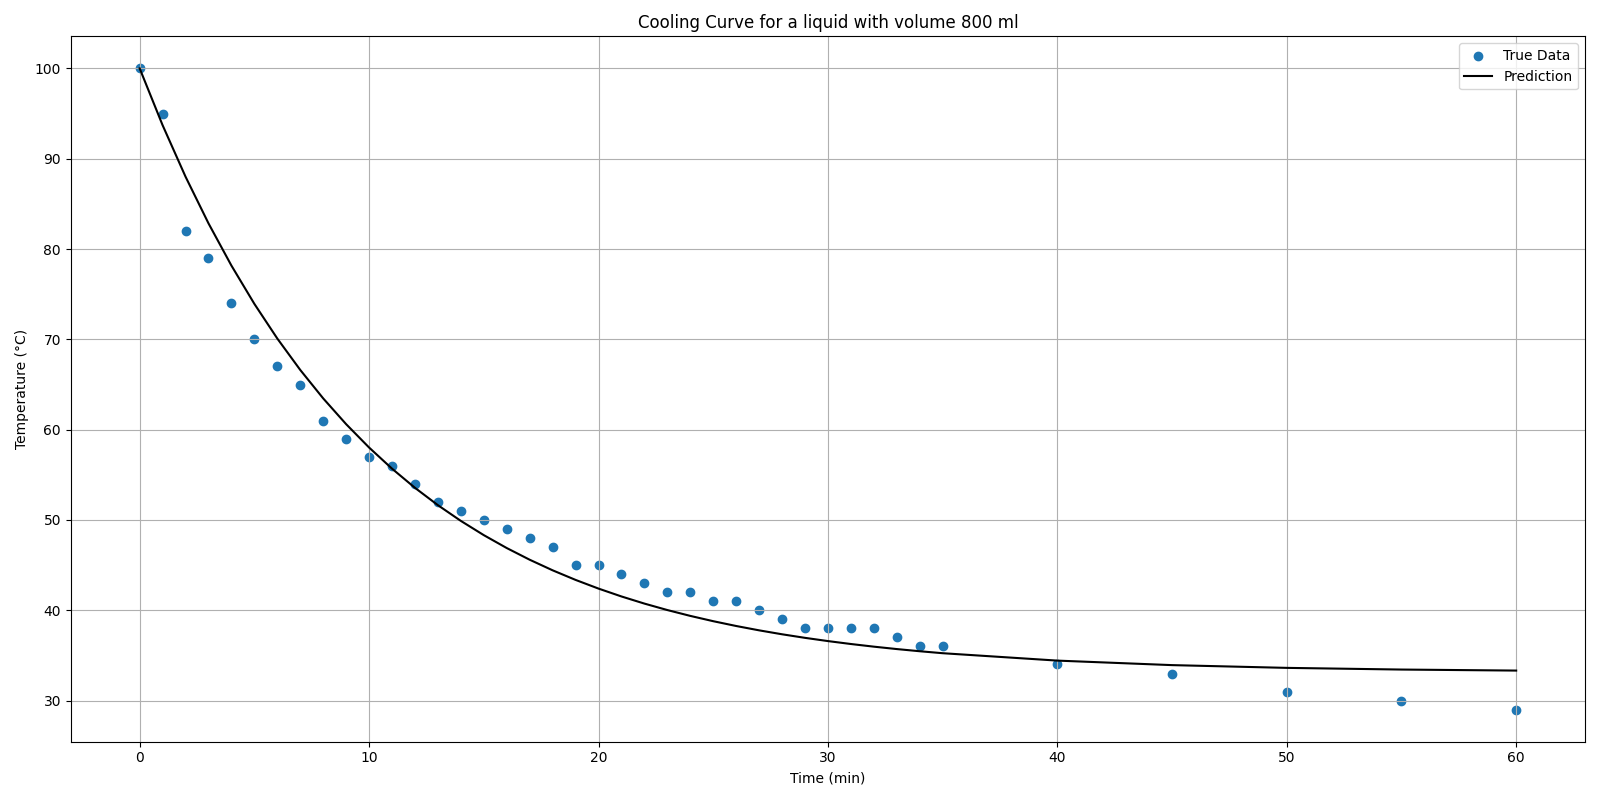 Cooling Curve for a liquid with volume 800 ml
True Data
Prediction
100
90
80
70
60
50
40
30
Temperature (°C)
0 10 20 30 40 50 60
Time (min)